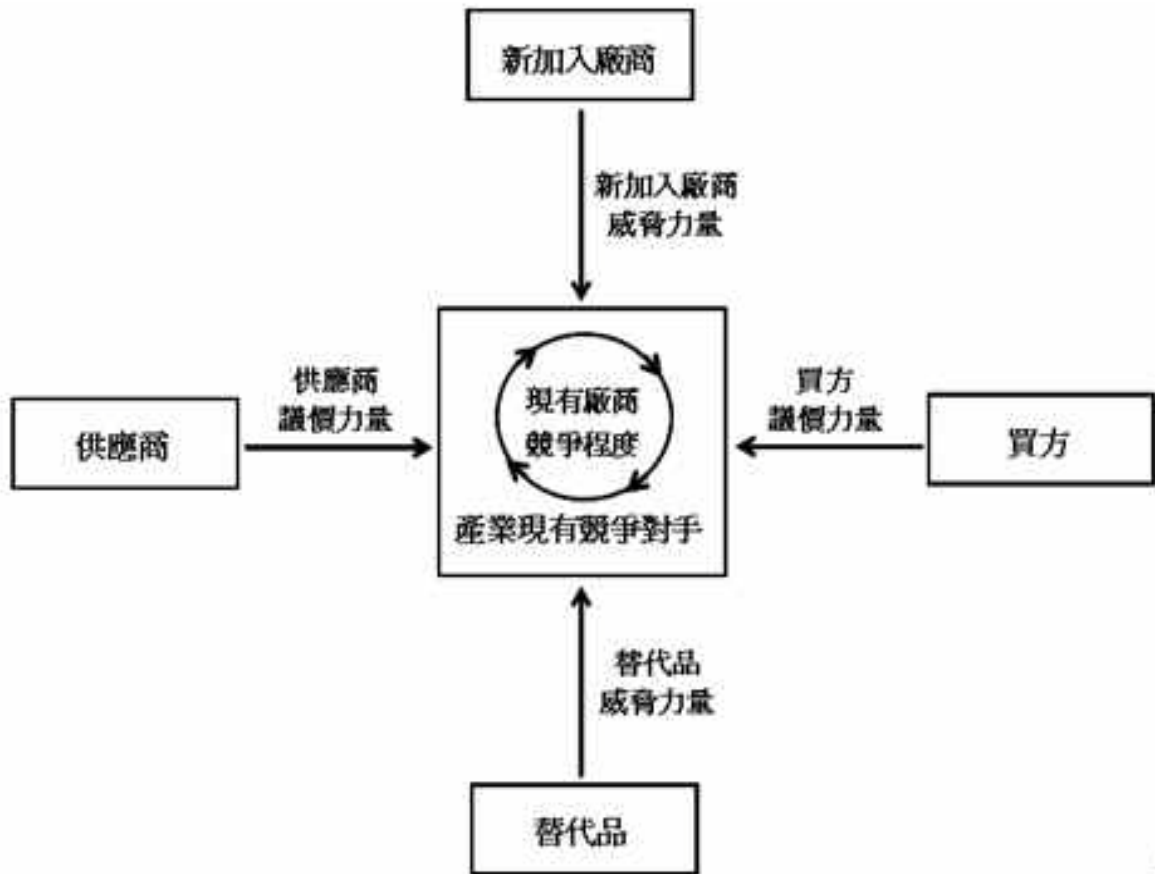 新加入廠商
新加入廠商
威脅力量
供應商
議價力量
供應商
現有廠商
競爭程度
產業現有競爭對手
買方
議價力量
買方
替代品
威脅力量
替代品